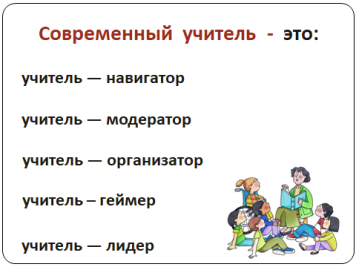 Современный учитель - это:
учитель — навигатор
учитель — модератор
учитель — организатор
учитель – геймер
учитель — лидер